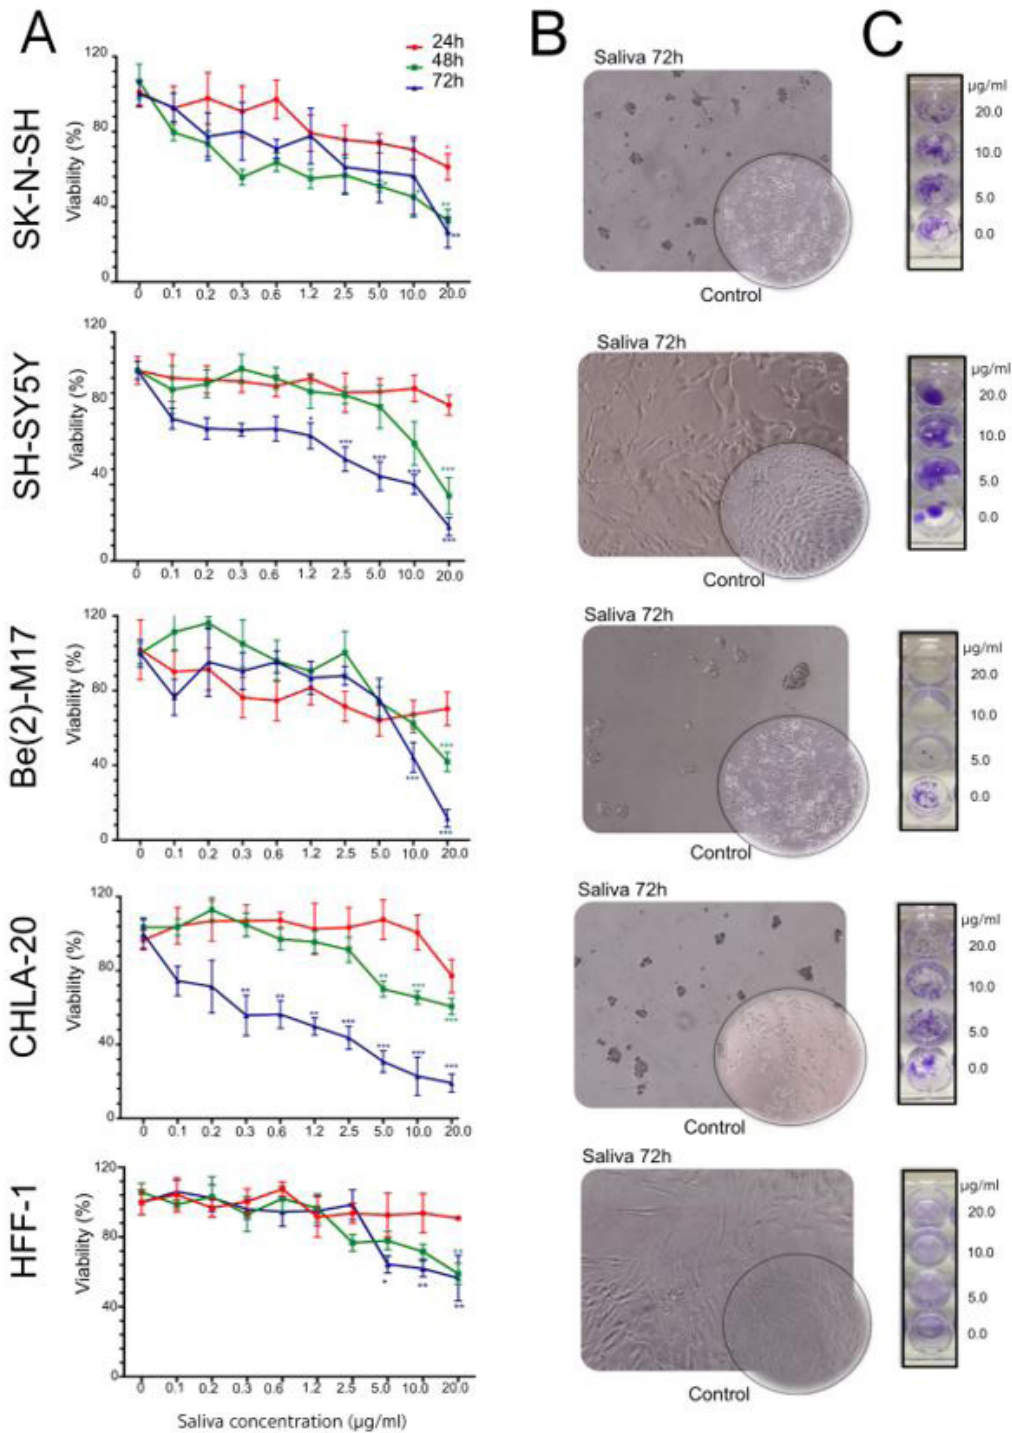 A
B
C
24h
48h
72h
SK-N-SH
Viability (%)
120
80
40
0
0 0.1 0.2 0.3 0.6 1.2 2.5 5.0 10.0 20.0
*
**
**
Saliva 72h
Control
µg/ml
20.0
10.0
5.0
0.0
SH-SY5Y
Viability (%)
120
80
40
0
0 0.1 0.2 0.3 0.6 1.2 2.5 5.0 10.0 20.0
*
***
***
***
***
***
Saliva 72h
Control
µg/ml
20.0
10.0
5.0
0.0
Be(2)-M17
Viability (%)
120
80
40
0
0 0.1 0.2 0.3 0.6 1.2 2.5 5.0 10.0 20.0
***
***
***
Saliva 72h
Control
µg/ml
20.0
10.0
5.0
0.0
CHLA-20
Viability (%)
120
80
40
0
0 0.1 0.2 0.3 0.6 1.2 2.5 5.0 10.0 20.0
**
**
**
***
***
***
***
**
***
***
Saliva 72h
Control
µg/ml
20.0
10.0
5.0
0.0
HFF-1
Viability (%)
120
80
40
0
0 0.1 0.2 0.3 0.6 1.2 2.5 5.0 10.0 20.0
*
**
**
**
Saliva concentration (µg/ml)
Saliva 72h
Control
µg/ml
20.0
10.0
5.0
0.0